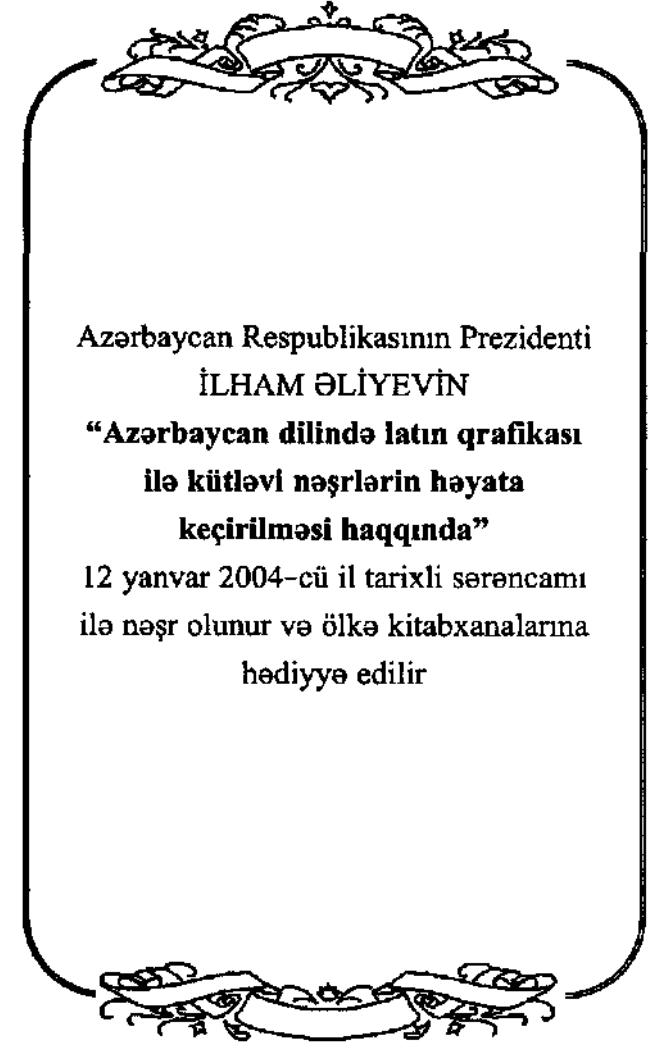 Azərbaycan Respublikasının Prezidenti
İLHAM ƏLİYEVİN
“Azərbaycan dilində latın qrafikası
ilə kütləvi nəşrlərin həyata
keçirilməsi haqqında”
12 yanvar 2004-cü il tarixli sərəncamı
ilə nəşr olunur və ölkə kitabxanalarına
hədiyyə edilir